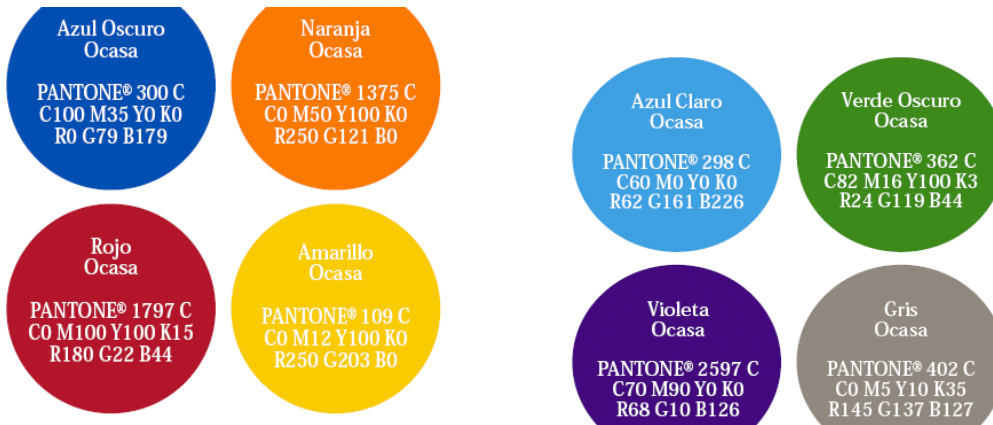 Azul Oscuro
Ocasa
PANTONE® 300 C
C100 M35 Y0 K0
R0 G79 B179
Naranja
Ocasa
PANTONE® 1375 C
C0 M50 Y100 K0
R250 G121 B0
Rojo
Ocasa
PANTONE® 1797 C
C0 M100 Y100 K15
R180 G22 B44
Amarillo
Ocasa
PANTONE® 109 C
C0 M12 Y100 K0
R250 G203 B0
Azul Claro
Ocasa
PANTONE® 298 C
C60 M0 Y0 K0
R62 G161 B226
Verde Oscuro
Ocasa
PANTONE® 362 C
C82 M16 Y100 K3
R24 G119 B44
Violeta
Ocasa
PANTONE® 2597 C
C70 M90 Y0 K0
R68 G10 B126
Gris
Ocasa
PANTONE® 402 C
C0 M5 Y10 K35
R145 G137 B127